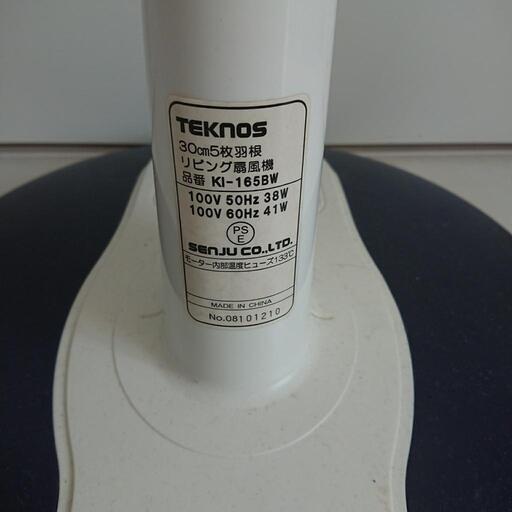 TEKNOS
30cm5枚羽根
リビング扇風機
品番 KI-165BW
100V 50Hz 38W
100V 60Hz 41W
PS
E
SENJU CO.,LTD.
モーター内部温度ヒューズ133℃
MADE IN CHINA
No.08101210